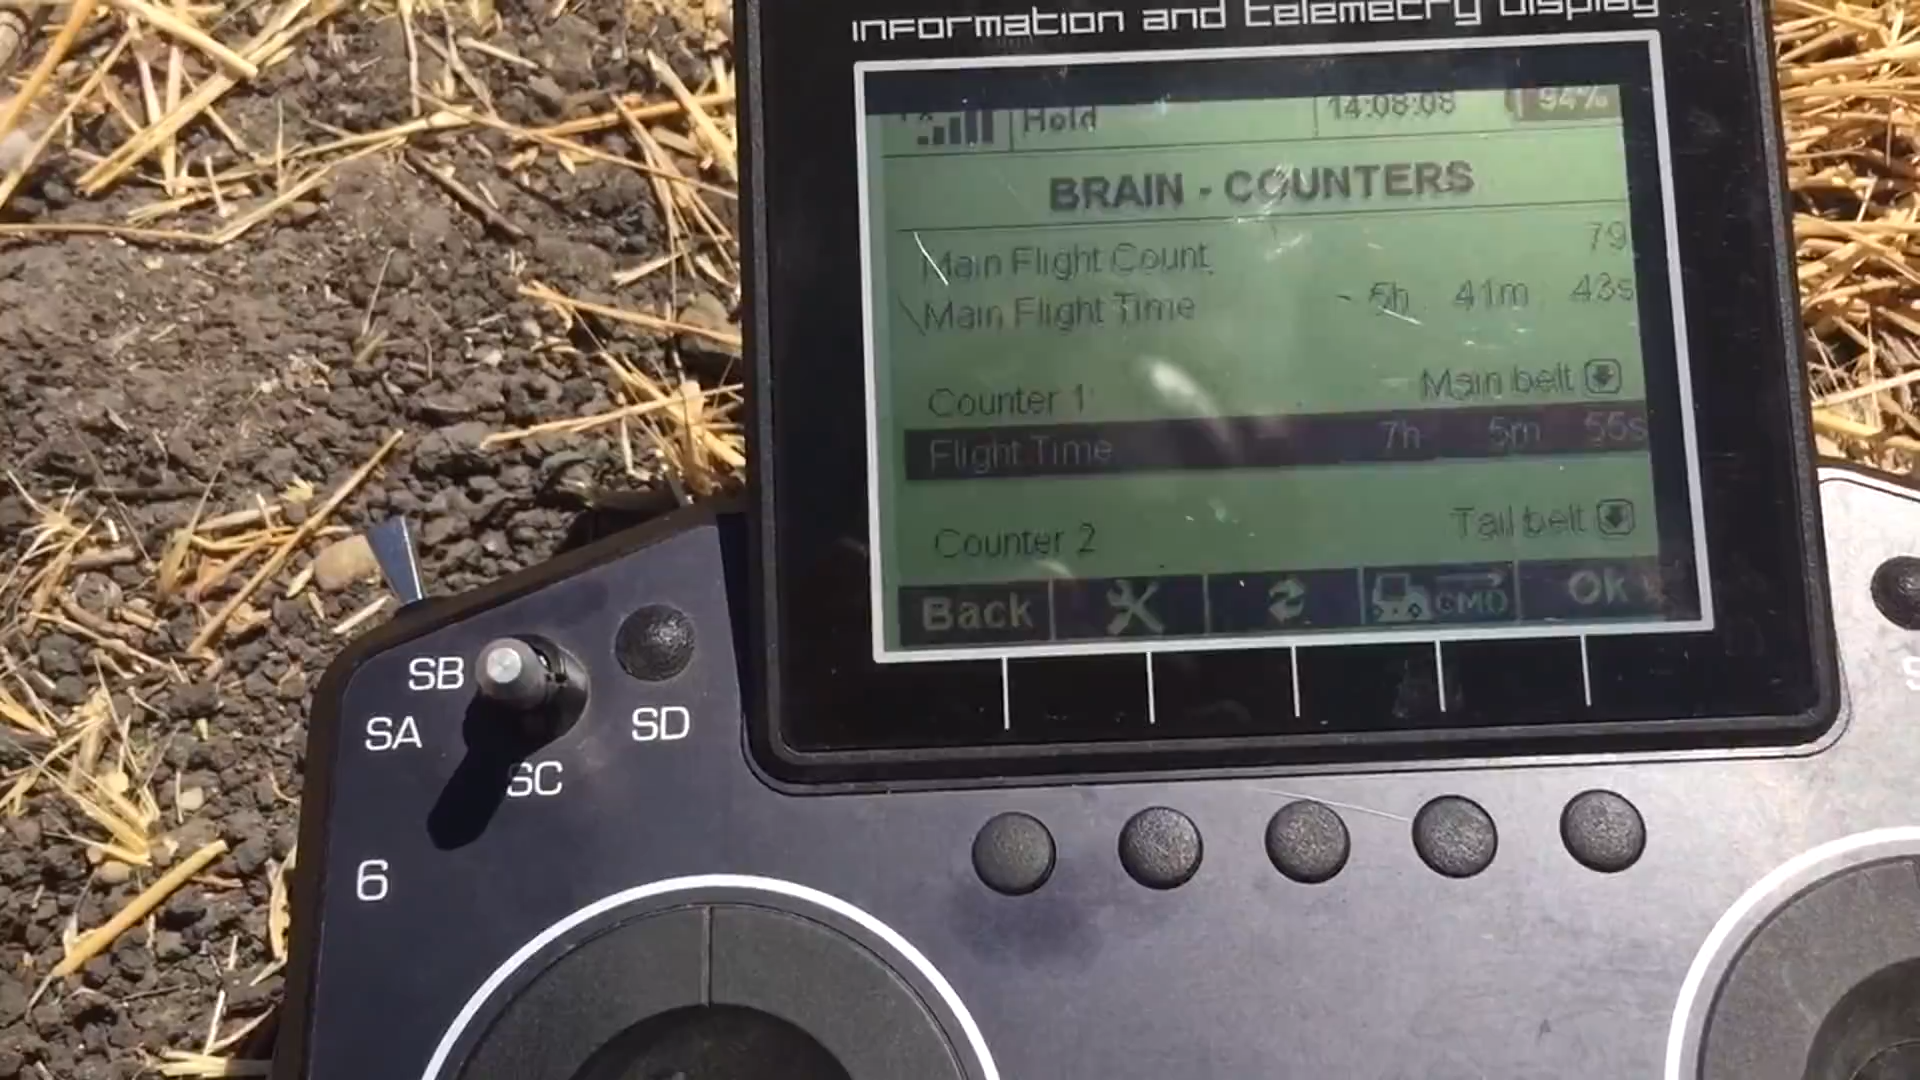 information and telemetry display
Hold 14:08:08 94%
BRAIN - COUNTERS
Main Flight Count 79
Main Flight Time 5h 41m 43s
Counter 1 Main belt
Flight Time 7h 5m 55s
Counter 2 Tail belt
Back CMD Ok
SB
SA
SD
SC
6